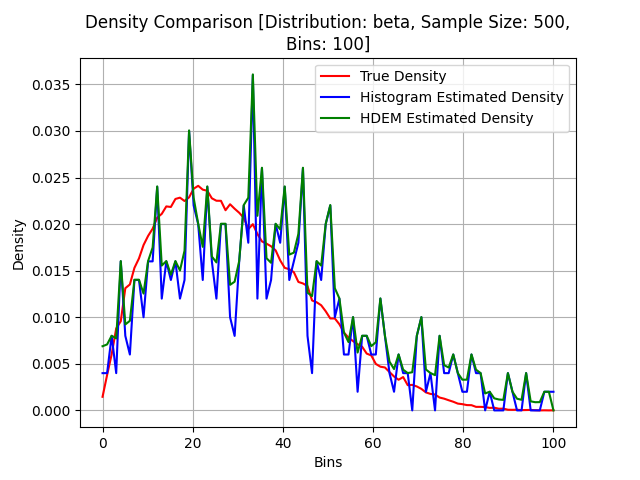 Density Comparison [Distribution: beta, Sample Size: 500,
Bins: 100]
True Density
Histogram Estimated Density
HDEM Estimated Density
Density
0.035
0.030
0.025
0.020
0.015
0.010
0.005
0.000
0 20 40 60 80 100
Bins